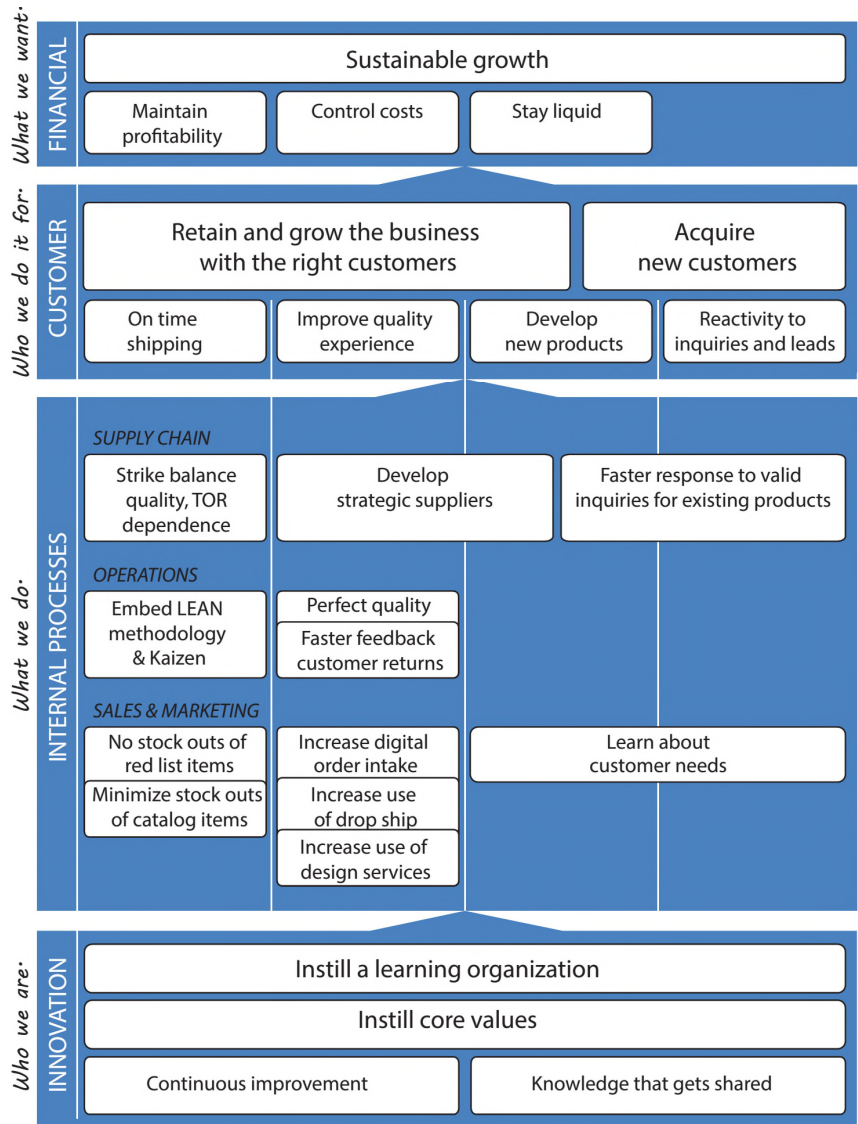 What we want.
FINANCIAL
Sustainable growth
Maintain
profitability
Control costs
Stay liquid
Who we do it for.
CUSTOMER
Retain and grow the business
with the right customers
Acquire
new customers
On time
shipping
Improve quality
experience
Develop
new products
Reactivity to
inquiries and leads
What we do.
INTERNAL PROCESSES
SUPPLY CHAIN
Strike balance
quality, TOR
dependence
Develop
strategic suppliers
Faster response to valid
inquiries for existing products
OPERATIONS
Embed LEAN
methodology
& Kaizen
Perfect quality
Faster feedback
customer returns
SALES & MARKETING
No stock outs of
red list items
Minimize stock outs
of catalog items
Increase digital
order intake
Increase use
of drop ship
Increase use of
design services
Learn about
customer needs
Who we are.
INNOVATION
Instill a learning organization
Instill core values
Continuous improvement
Knowledge that gets shared